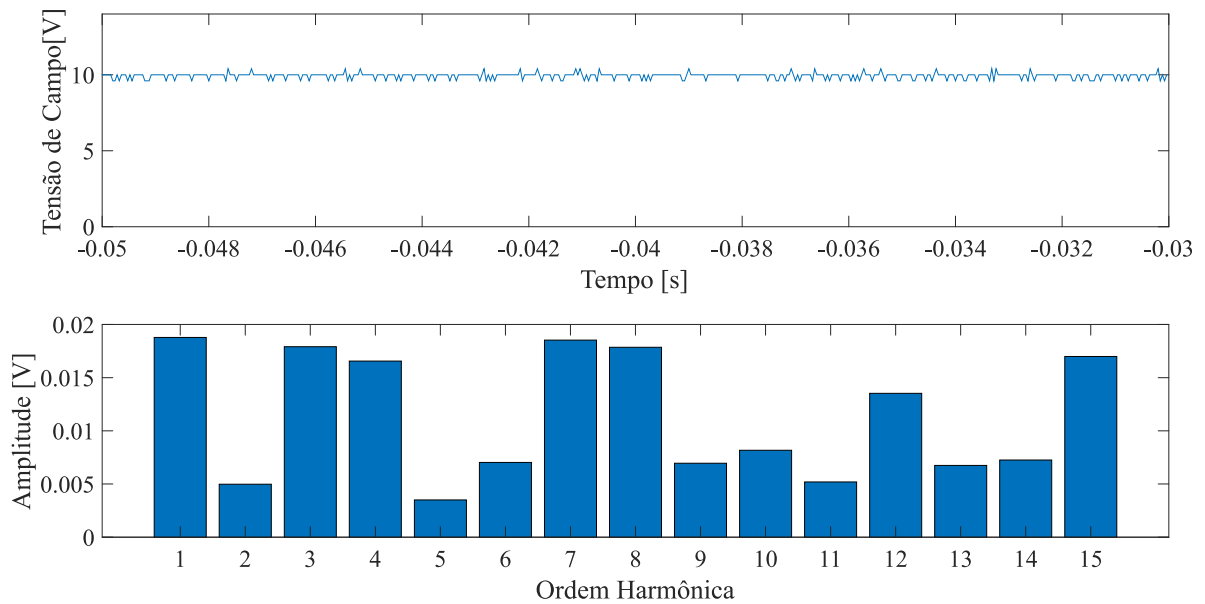 Tensão de Campo[V]
10
5
0
-0.05 -0.048 -0.046 -0.044 -0.042 -0.04 -0.038 -0.036 -0.034 -0.032 -0.03
Tempo [s]
Amplitude [V]
0.02
0.015
0.01
0.005
0
1 2 3 4 5 6 7 8 9 10 11 12 13 14 15
Ordem Harmônica